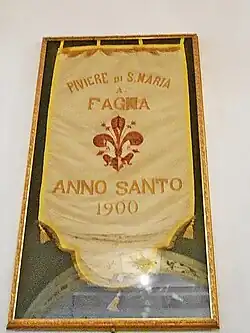 PIVIERE DI S. MARIA
A
FAGNA
ANNO SANTO
1900